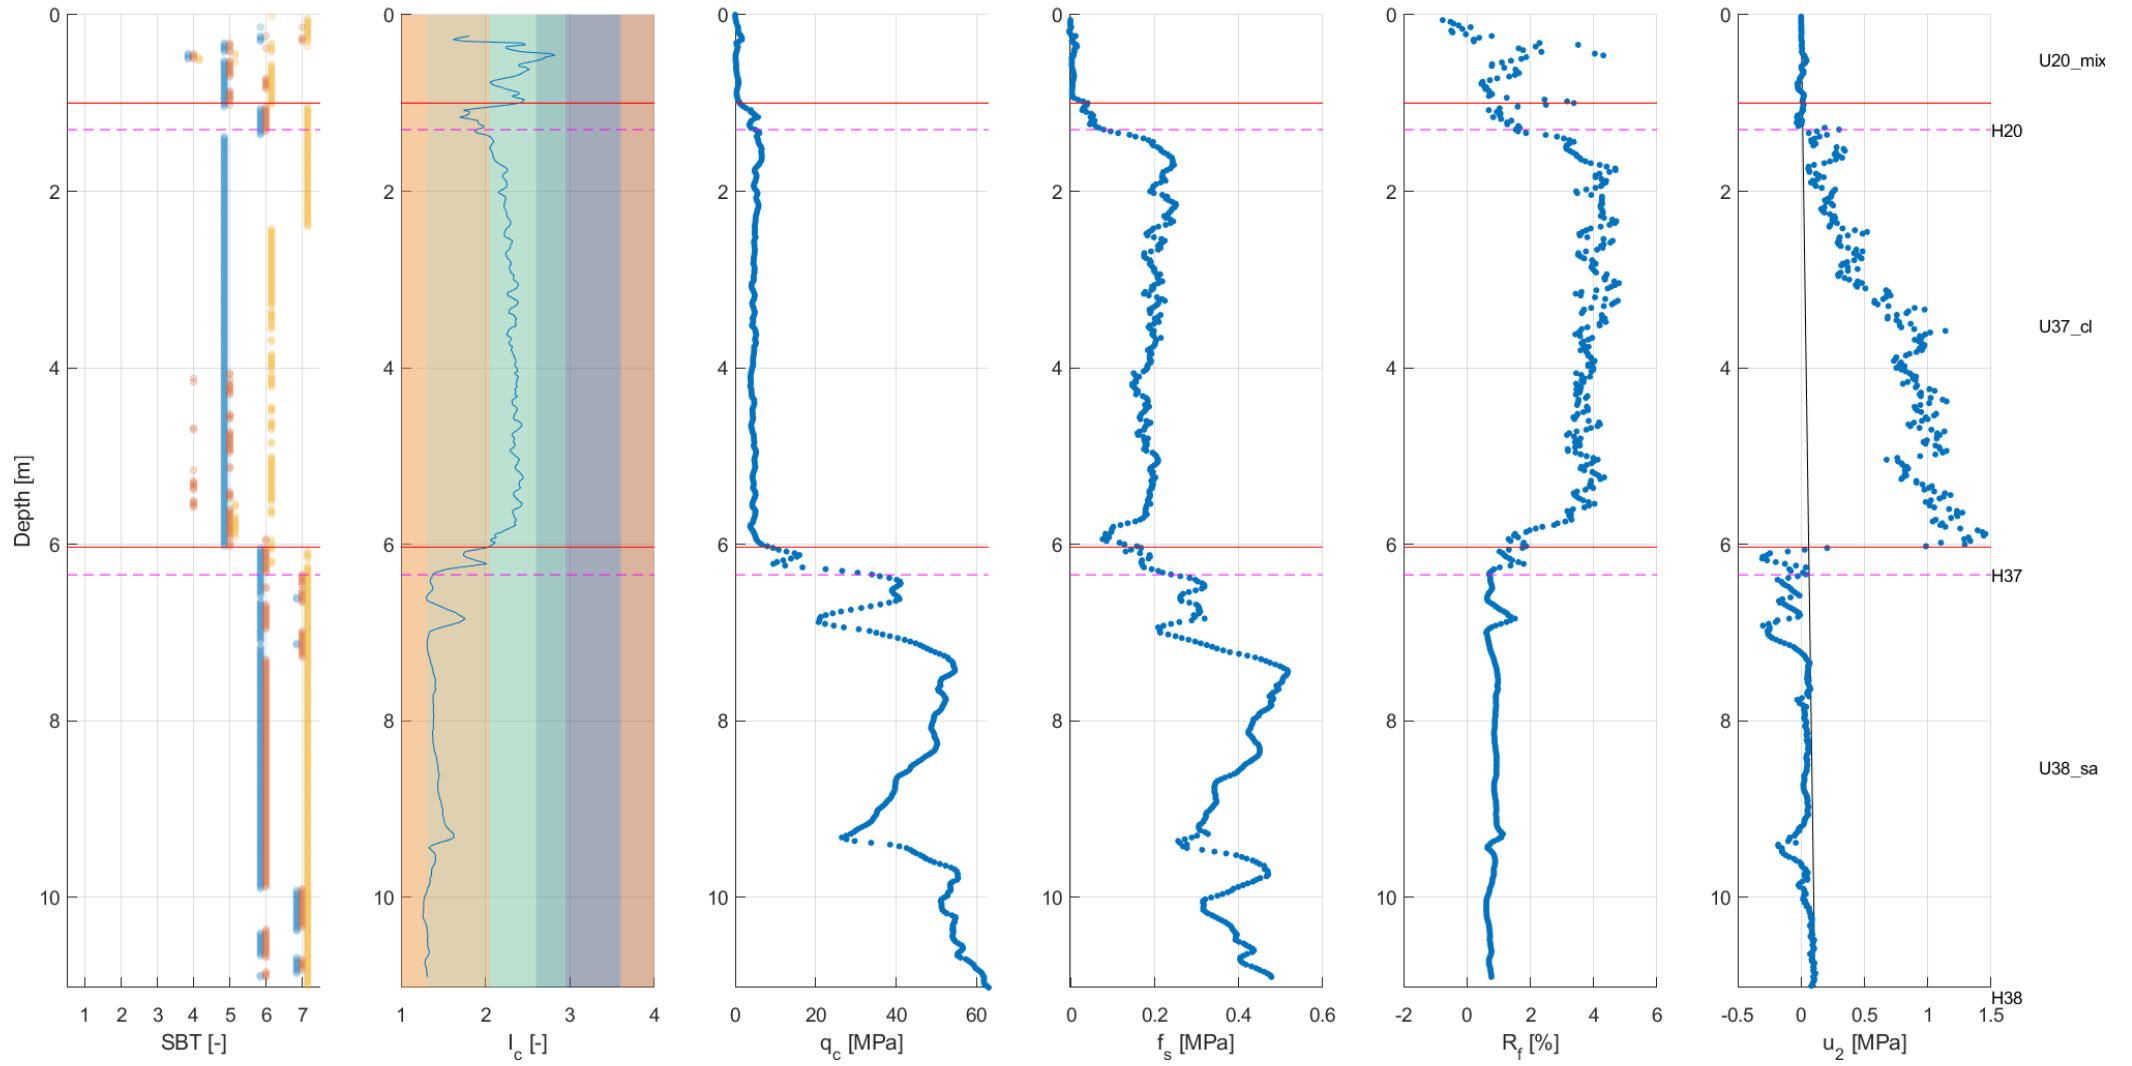 0 0 0 0 0 0
U20_mix
H20
2 2 2 2 2 2
U37_cl
4 4 4 4 4 4
Depth [m]
6 6 6 6 6 6
H37
8 8 8 8 8 8
U38_sa
10 10 10 10 10 10
H38
1 2 3 4 5 6 7
1 2 3 4
0 20 40 60
0 0.2 0.4 0.6
-2 0 2 4 6
-0.5 0 0.5 1 1.5
SBT [-]
I_c [-]
q_c [MPa]
f_s [MPa]
R_f [%]
u_2 [MPa]